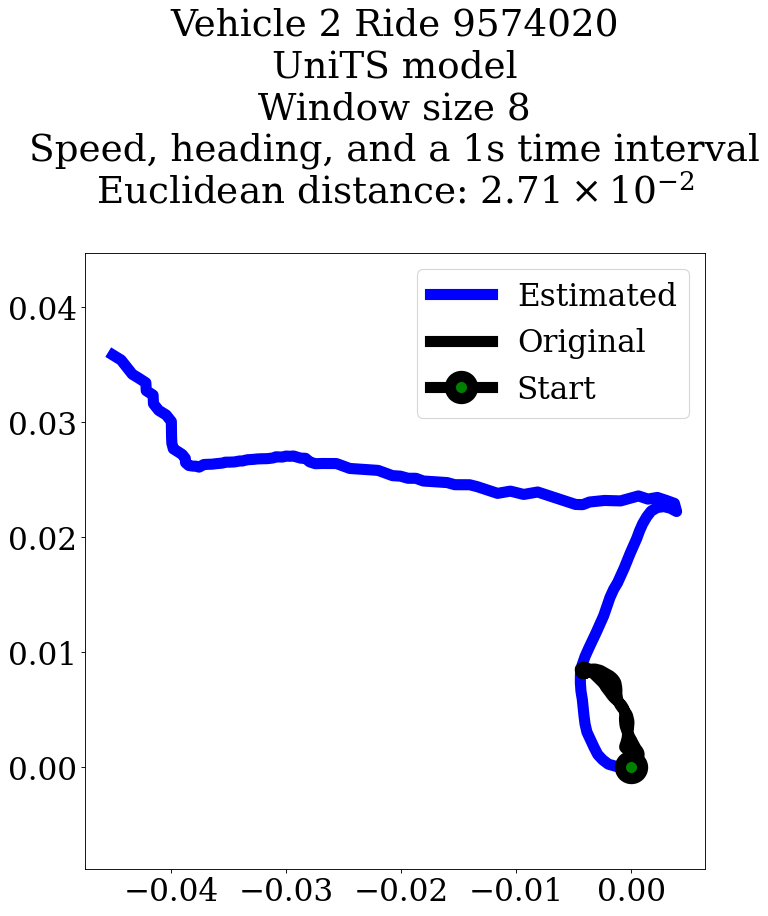 Vehicle 2 Ride 9574020
UniTS model
Window size 8
Speed, heading, and a 1s time interval
Euclidean distance: 2.71 × 10⁻²
Estimated
Original
Start
0.04
0.03
0.02
0.01
0.00
−0.04 −0.03 −0.02 −0.01 0.00